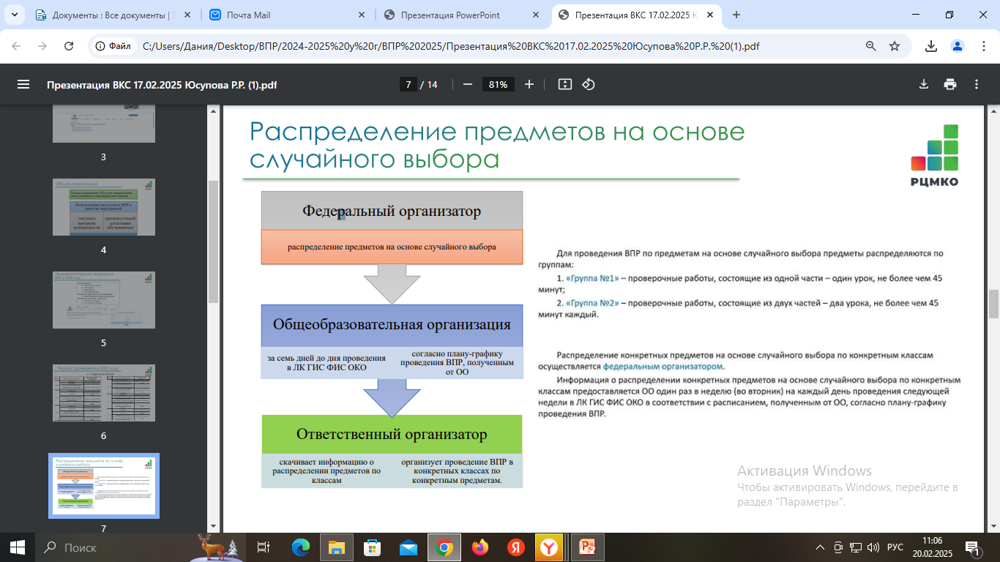 Документы : Все документы |
Почта Mail
Презентация PowerPoint
Презентация ВКС 17.02.2025
Файл
C:/Users/Дания/Desktop/ВПР/2024-2025%20у%20г/ВПР%202025/Презентация%20ВКС%2017.02.2025%20Юсупова%20Р.Р.%20(1).pdf
Презентация ВКС 17.02.2025 Юсупова Р.Р. (1).pdf
7 / 14
81%
3
Общая информация
4
5
6
7
Распределение предметов на основе
случайного выбора
РЦМКО
Федеральный организатор
распределение предметов на основе случайного выбора
Общеобразовательная организация
за семь дней до дня проведения
в ЛК ГИС ФИС ОКО
согласно плану-графику
проведения ВПР, полученным
от ОО
Ответственный организатор
скачивает информацию о
распределении предметов по
классам
организует проведение ВПР в
конкретных классах по
конкретным предметам.
Для проведения ВПР по предметам на основе случайного выбора предметы распределяются по
группам:
1. «Группа №1» – проверочные работы, состоящие из одной части – один урок, не более чем 45
минут;
2. «Группа №2» – проверочные работы, состоящие из двух частей – два урока, не более чем 45
минут каждый.
Распределение конкретных предметов на основе случайного выбора по конкретным классам
осуществляется федеральным организатором.
Информация о распределении конкретных предметов на основе случайного выбора по конкретным
классам предоставляется ОО один раз в неделю (во вторник) на каждый день проведения следующей
недели в ЛК ГИС ФИС ОКО в соответствии с расписанием, полученным от ОО, согласно плану-графику
проведения ВПР.
Активация Windows
Чтобы активировать Windows, перейдите в
раздел "Параметры".
Поиск
РУС
11:06
20.02.2025
1